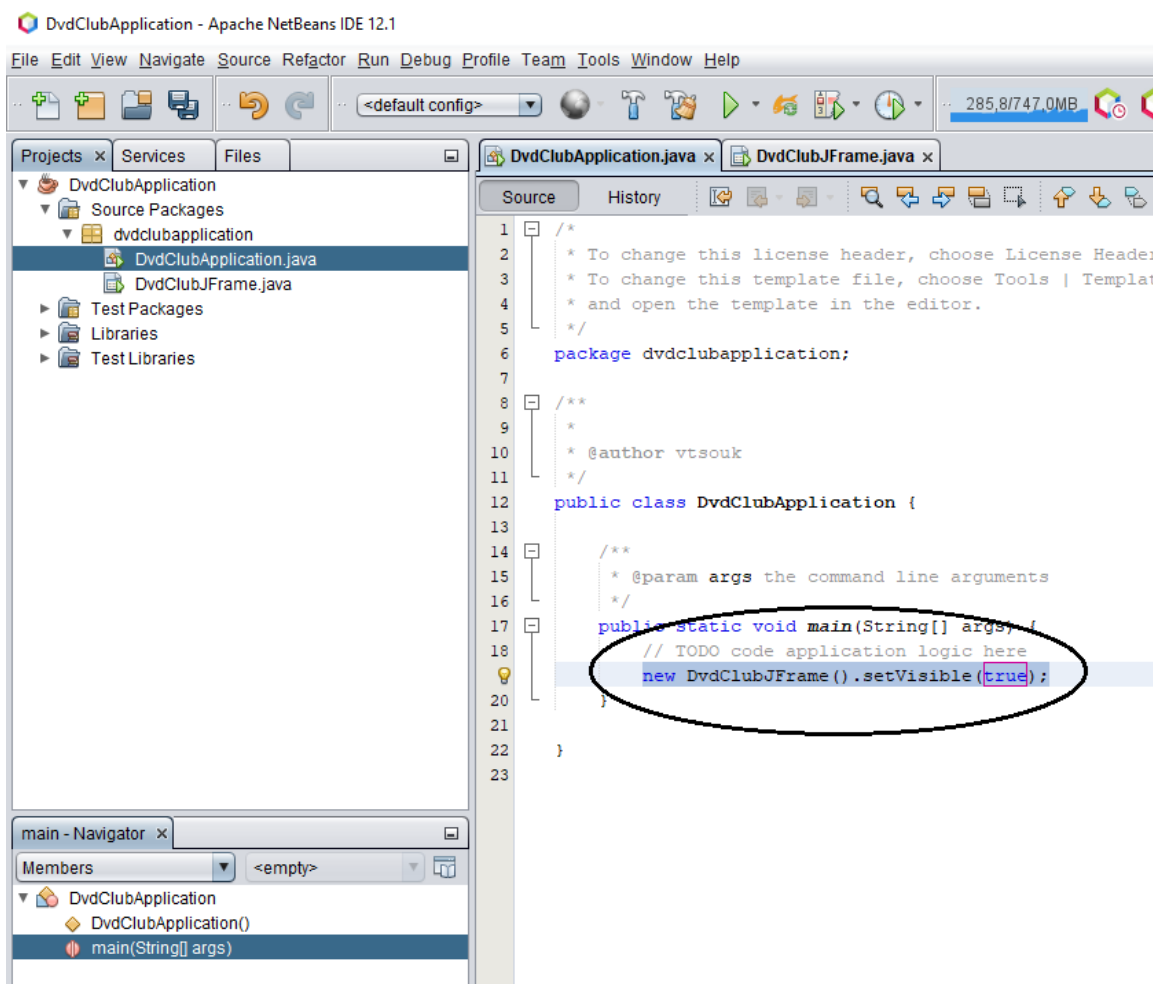 DvdClubApplication - Apache NetBeans IDE 12.1
File Edit View Navigate Source Refactor Run Debug Profile Team Tools Window Help
<default config>
285,8/747,0MB
Projects × Services Files
DvdClubApplication
Source Packages
dvdclubapplication
DvdClubApplication.java
DvdClubJFrame.java
Test Packages
Libraries
Test Libraries
DvdClubApplication.java × DvdClubJFrame.java ×
Source History
1 /*
2 * To change this license header, choose License Header
3 * To change this template file, choose Tools | Templat
4 * and open the template in the editor.
5 */
6 package dvdclubapplication;
7
8 /**
9 *
10 * @author vtsouk
11 */
12 public class DvdClubApplication {
13
14 /**
15 * @param args the command line arguments
16 */
17 public static void main(String[] args) {
18 // TODO code application logic here
new DvdClubJFrame().setVisible(true);
20 }
21
22 }
23
main - Navigator ×
Members <empty>
DvdClubApplication
DvdClubApplication()
main(String[] args)